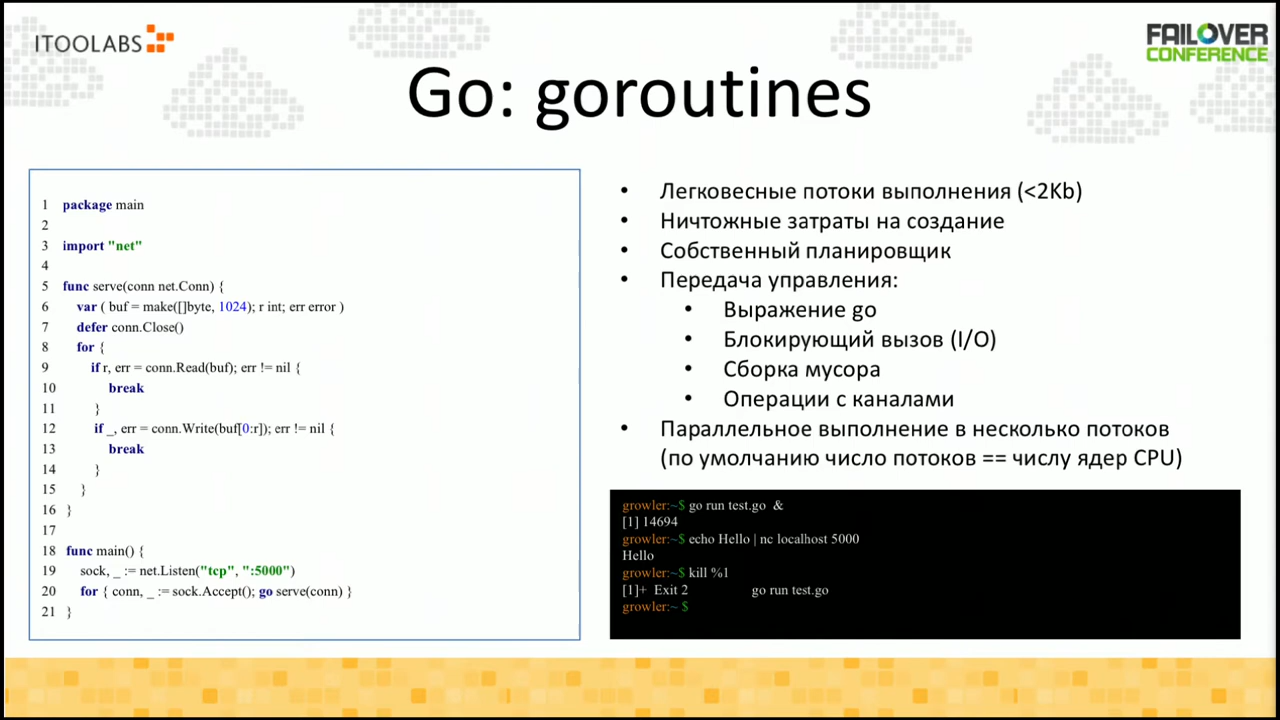 ITOOLABS
FAILOVER
CONFERENCE
Go: goroutines
1 package main
2
3 import "net"
4
5 func serve(conn net.Conn) {
6 var ( buf = make([]byte, 1024); r int; err error )
7 defer conn.Close()
8 for {
9 if r, err = conn.Read(buf); err != nil {
10 break
11 }
12 if _, err = conn.Write(buf[0:r]); err != nil {
13 break
14 }
15 }
16 }
17
18 func main() {
19 sock, _ := net.Listen("tcp", ":5000")
20 for { conn, _ := sock.Accept(); go serve(conn) }
21 }
• Легковесные потоки выполнения (<2Kb)
• Ничтожные затраты на создание
• Собственный планировщик
• Передача управления:
• Выражение go
• Блокирующий вызов (I/O)
• Сборка мусора
• Операции с каналами
• Параллельное выполнение в несколько потоков
(по умолчанию число потоков == числу ядер CPU)
growler:~$ go run test.go &
[1] 14694
growler:~$ echo Hello | nc localhost 5000
Hello
growler:~$ kill %1
[1]+ Exit 2 go run test.go
growler:~ $